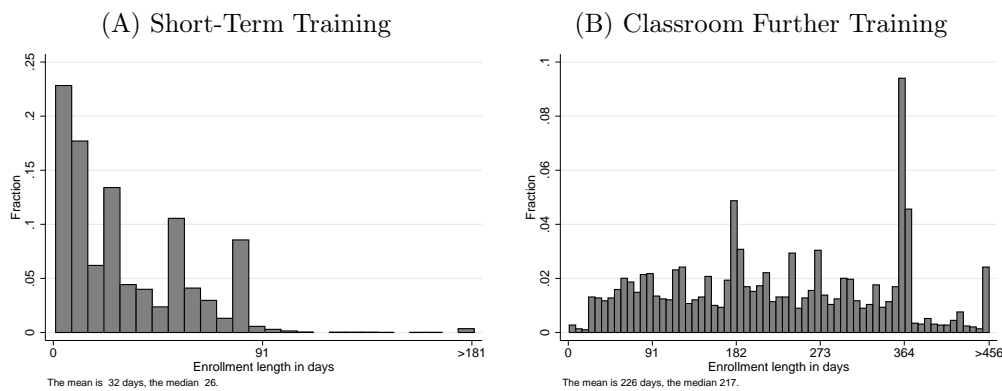 (A) Short-Term Training
.25
.2
.15
.1
.05
0
Fraction
0 91 >181
Enrollment length in days
The mean is 32 days, the median 26.
(B) Classroom Further Training
.1
.08
.06
.04
.02
0
Fraction
0 91 182 273 364 >456
Enrollment length in days
The mean is 226 days, the median 217.